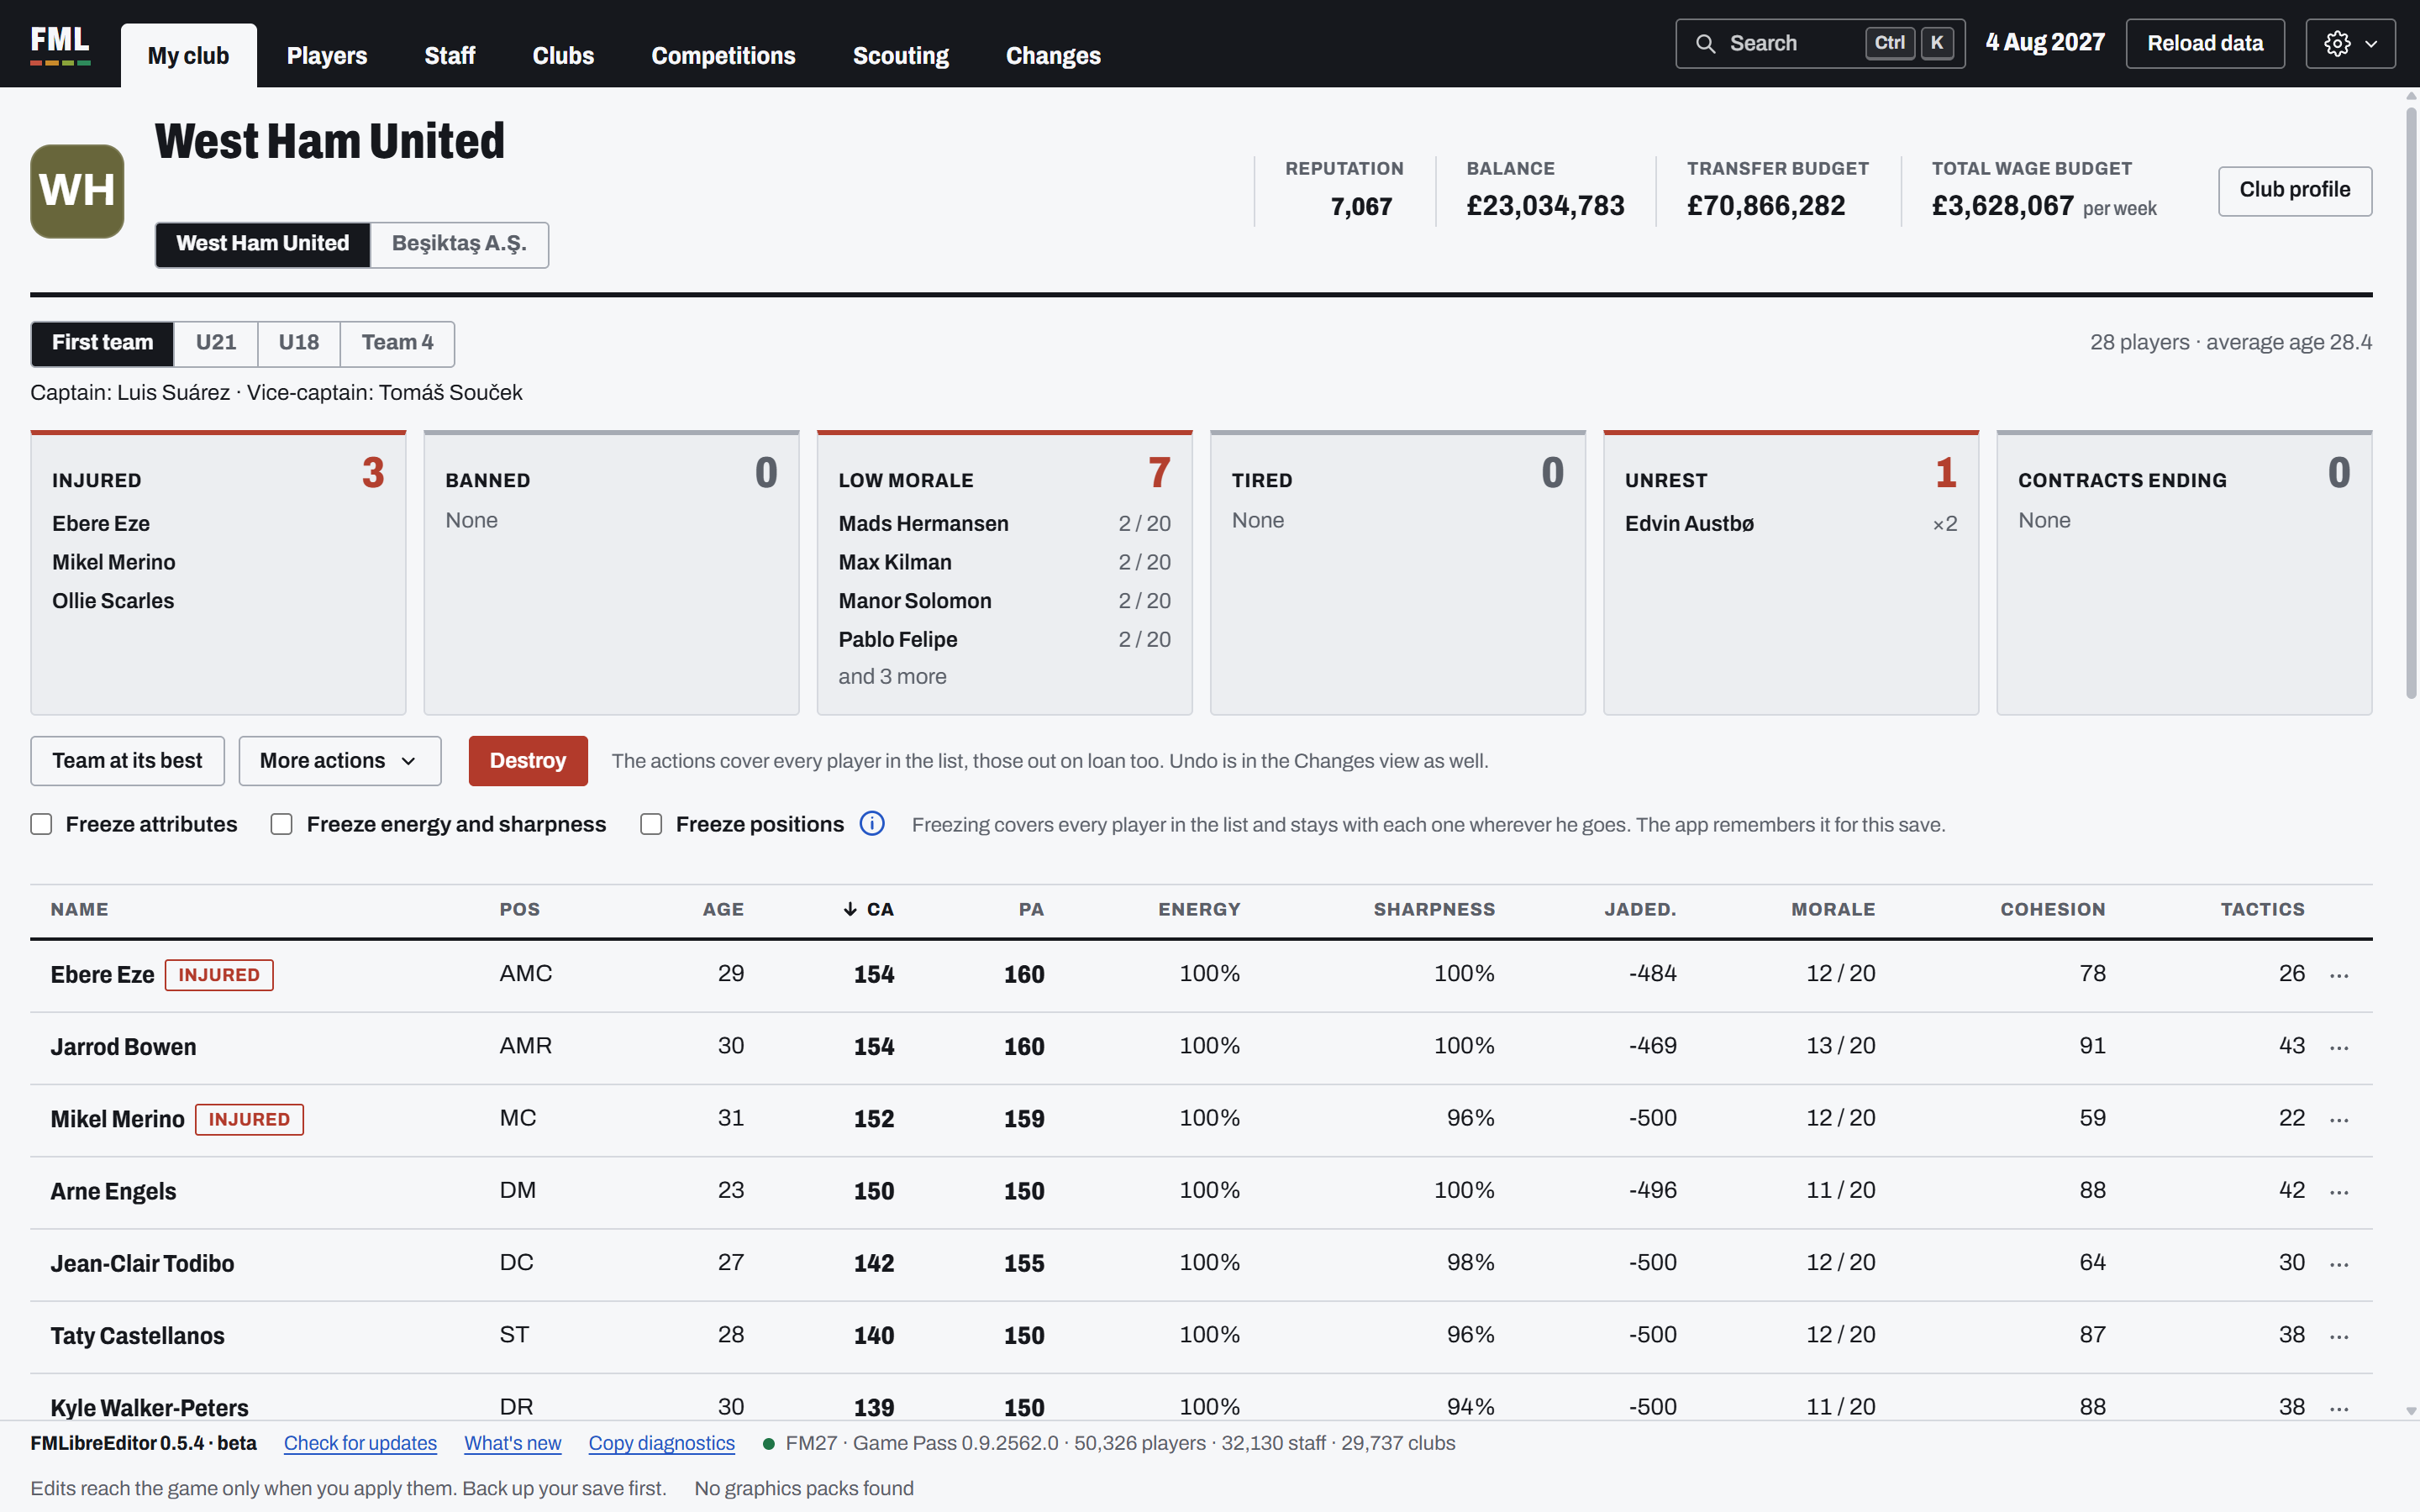 FML My club Players Staff Clubs Competitions Scouting Changes Search Ctrl K 4 Aug 2027 Reload data
WH
West Ham United
West Ham United Beşiktaş A.Ş.
REPUTATION BALANCE TRANSFER BUDGET TOTAL WAGE BUDGET
7,067 £23,034,783 £70,866,282 £3,628,067 per week
Club profile
First team U21 U18 Team 4 28 players · average age 28.4
Captain: Luis Suárez · Vice-captain: Tomáš Souček
INJURED 3
Ebere Eze
Mikel Merino
Ollie Scarles
BANNED 0
None
LOW MORALE 7
Mads Hermansen 2 / 20
Max Kilman 2 / 20
Manor Solomon 2 / 20
Pablo Felipe 2 / 20
and 3 more
TIRED 0
None
UNREST 1
Edvin Austbø ×2
CONTRACTS ENDING 0
None
Team at its best More actions Destroy The actions cover every player in the list, those out on loan too. Undo is in the Changes view as well.
Freeze attributes Freeze energy and sharpness Freeze positions Freezing covers every player in the list and stays with each one wherever he goes. The app remembers it for this save.
NAME POS AGE CA PA ENERGY SHARPNESS JADED. MORALE COHESION TACTICS
Ebere Eze INJURED AMC 29 154 160 100% 100% -484 12 / 20 78 26 ...
Jarrod Bowen AMR 30 154 160 100% 100% -469 13 / 20 91 43 ...
Mikel Merino INJURED MC 31 152 159 100% 96% -500 12 / 20 59 22 ...
Arne Engels DM 23 150 150 100% 100% -496 11 / 20 88 42 ...
Jean-Clair Todibo DC 27 142 155 100% 98% -500 12 / 20 64 30 ...
Taty Castellanos ST 28 140 150 100% 96% -500 12 / 20 87 38 ...
Kyle Walker-Peters DR 30 139 150 100% 94% -500 11 / 20 88 38 ...
FMLibreEditor 0.5.4 · beta Check for updates What's new Copy diagnostics FM27 · Game Pass 0.9.2562.0 · 50,326 players · 32,130 staff · 29,737 clubs
Edits reach the game only when you apply them. Back up your save first. No graphics packs found